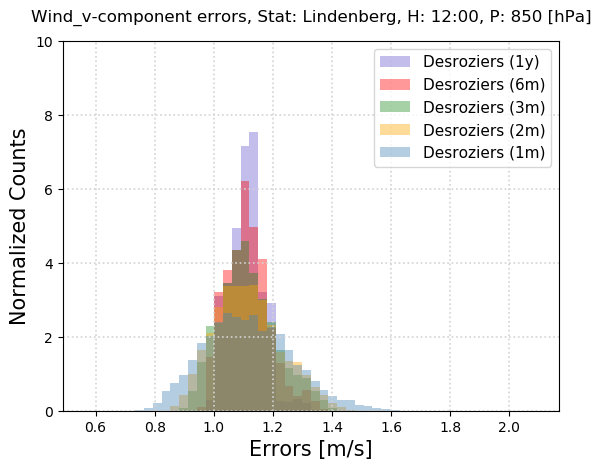 Wind_v-component errors, Stat: Lindenberg, H: 12:00, P: 850 [hPa]
10
8
6
4
2
0
Normalized Counts
Desroziers (1y)
Desroziers (6m)
Desroziers (3m)
Desroziers (2m)
Desroziers (1m)
0.6 0.8 1.0 1.2 1.4 1.6 1.8 2.0
Errors [m/s]